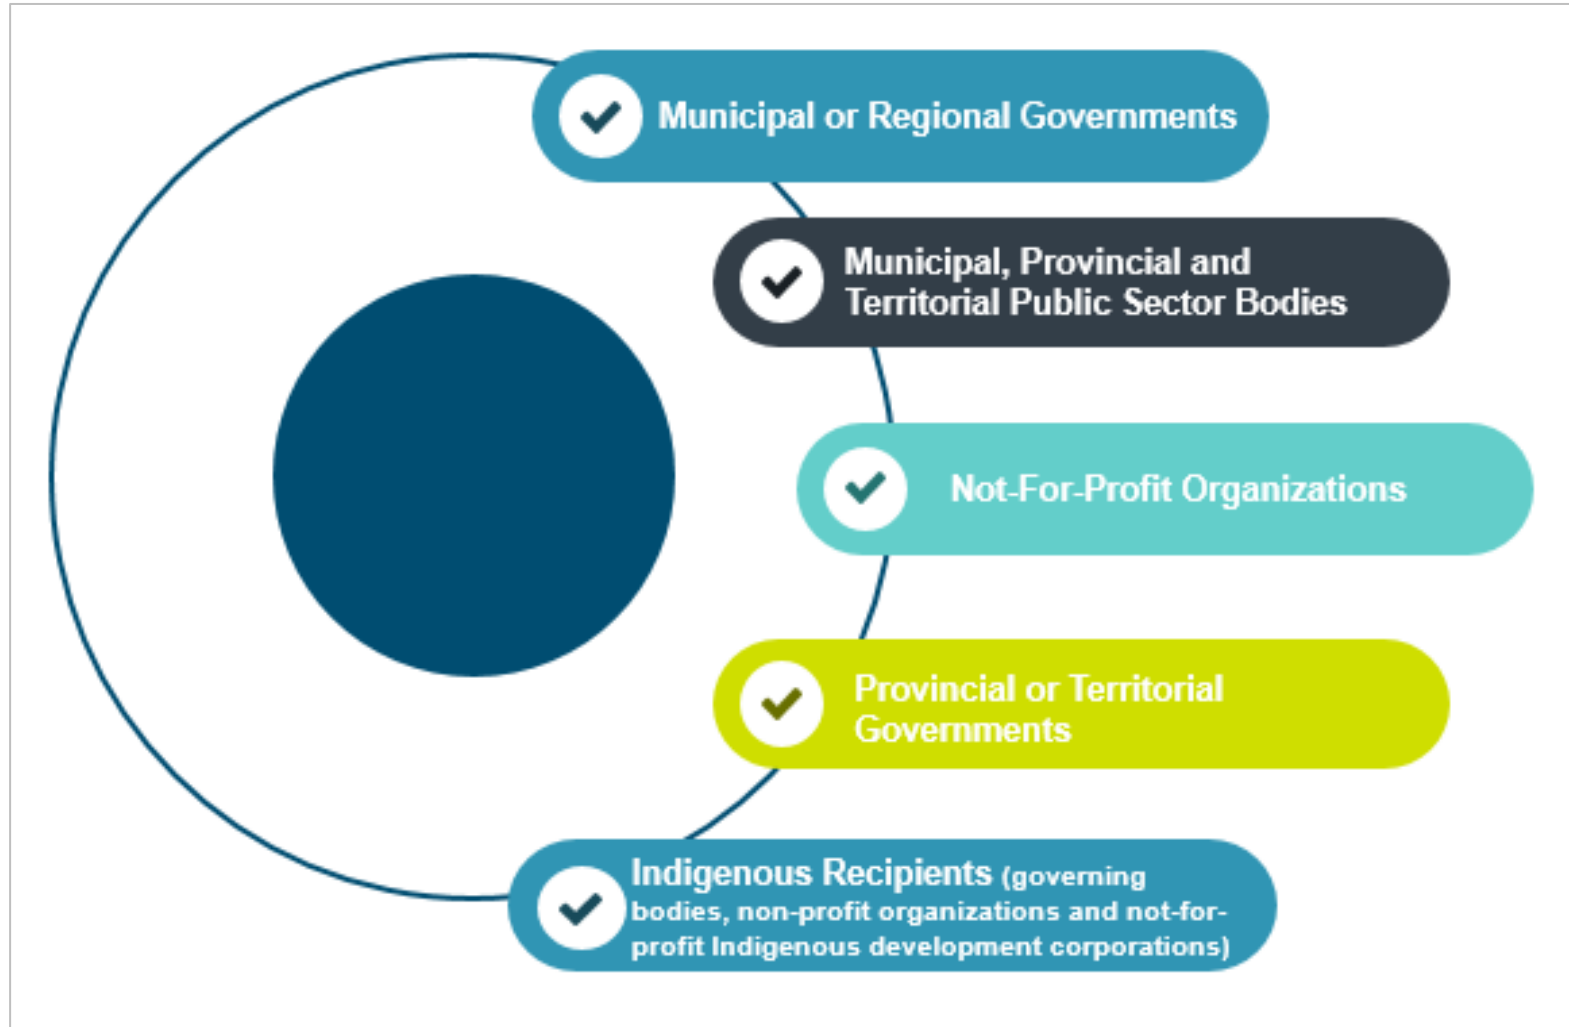 Municipal or Regional Governments
Municipal, Provincial and
Territorial Public Sector Bodies
Not-For-Profit Organizations
Provincial or Territorial
Governments
Indigenous Recipients (governing
bodies, non-profit organizations and not-for-
profit Indigenous development corporations)